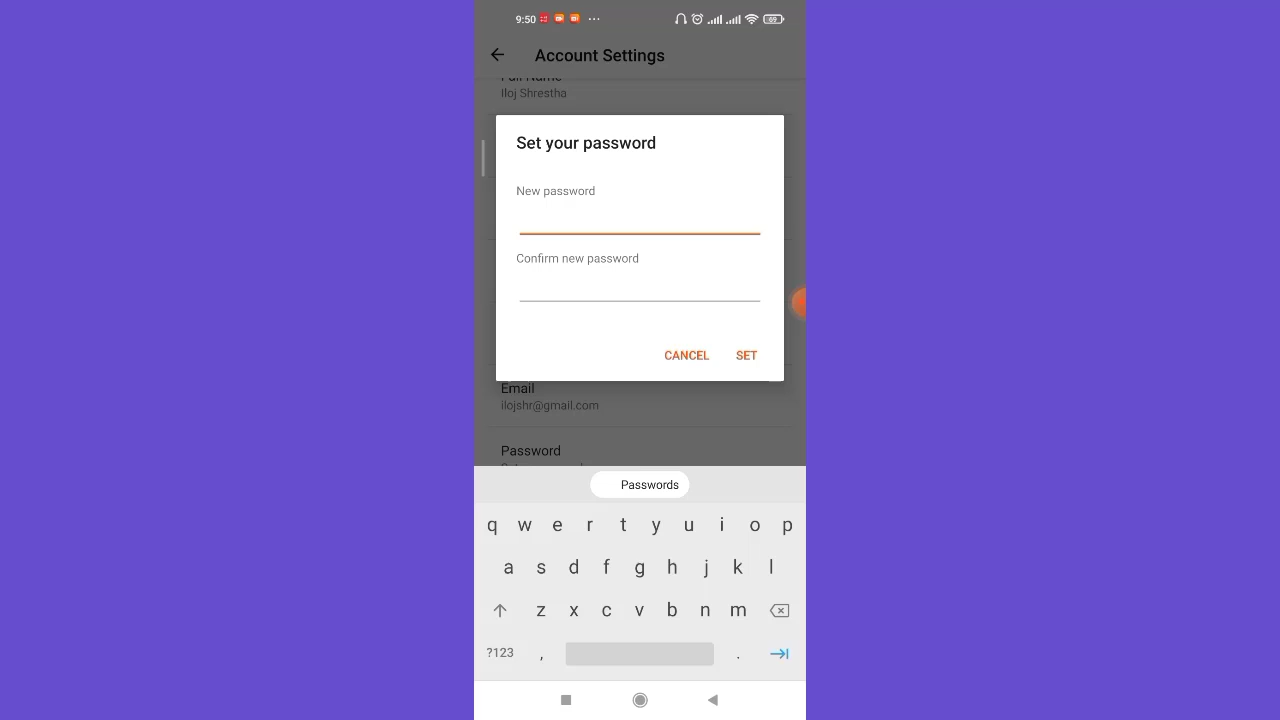 9:50
69
Account Settings
Full Name
Iloj Shrestha
Set your password
New password
Confirm new password
CANCEL SET
Email
ilojshr@gmail.com
Password
Passwords
q w e r t y u i o p
a s d f g h j k l
z x c v b n m
?123 , .